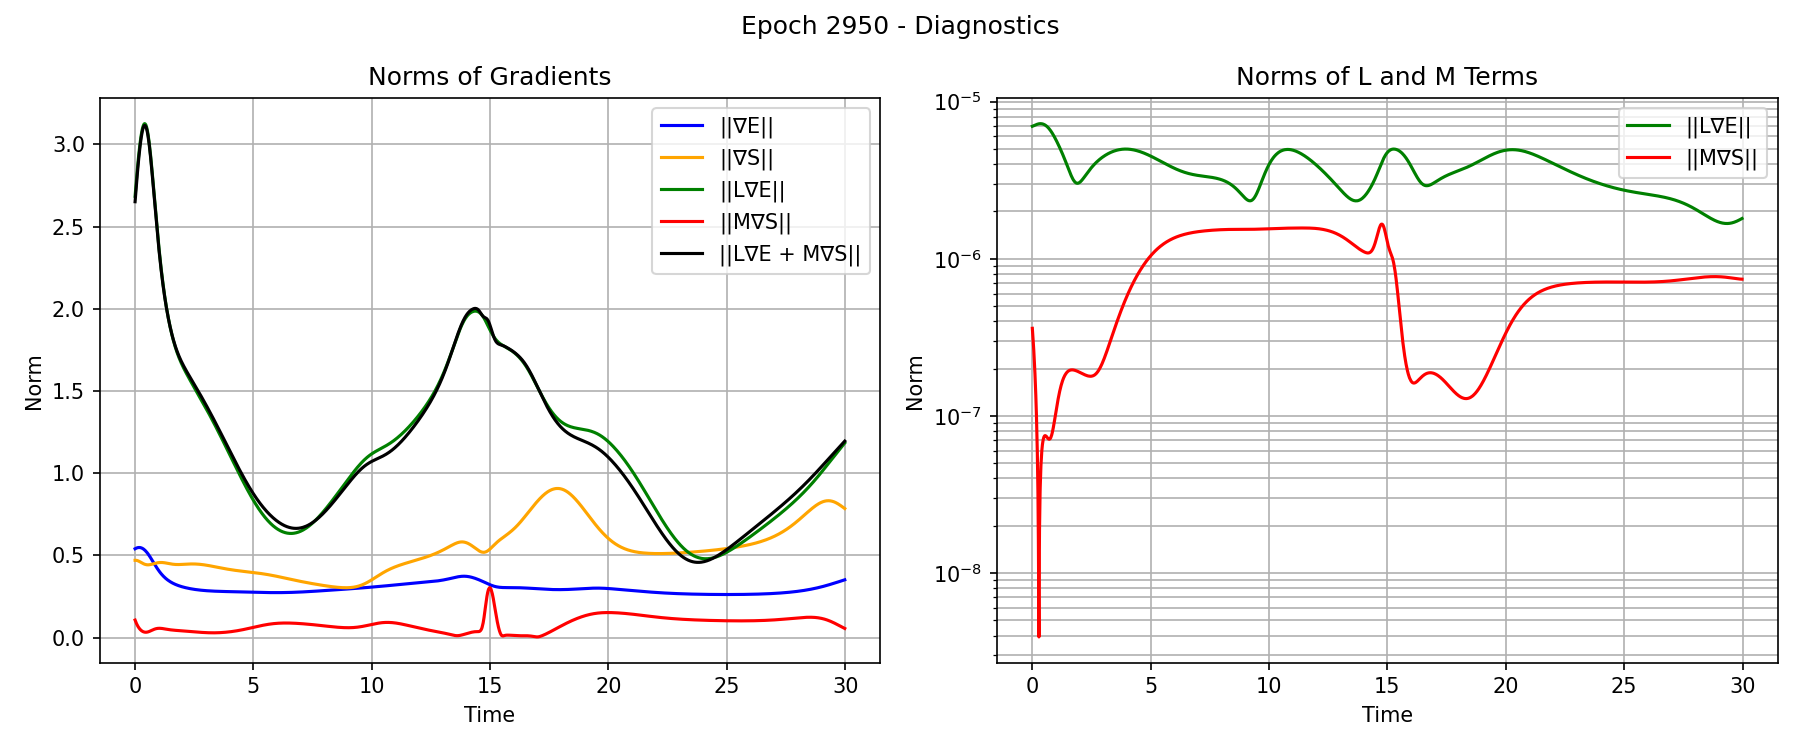 Epoch 2950 - Diagnostics
Norms of Gradients
||∇E||
||∇S||
||L∇E||
||M∇S||
||L∇E + M∇S||
3.0
2.5
2.0
1.5
1.0
0.5
0.0
Norm
0 5 10 15 20 25 30
Time
Norms of L and M Terms
||L∇E||
||M∇S||
10⁻⁵
10⁻⁶
10⁻⁷
10⁻⁸
Norm
0 5 10 15 20 25 30
Time